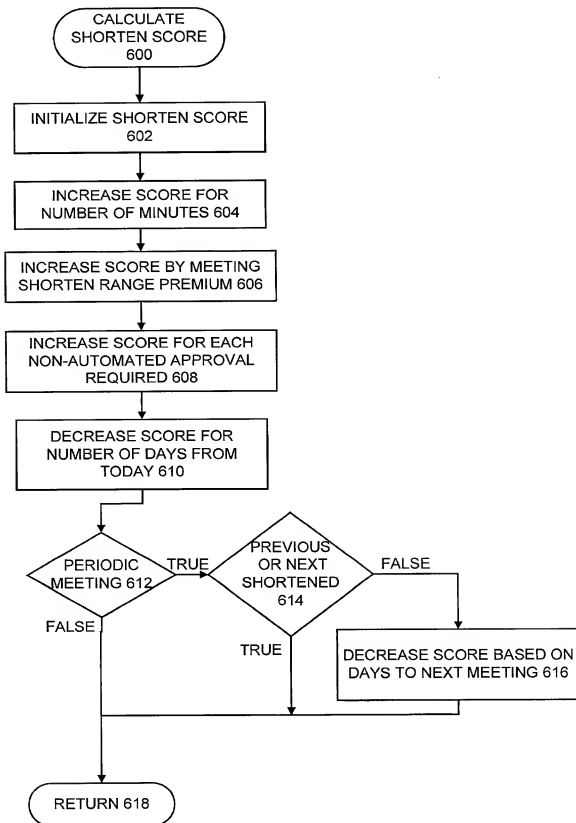 CALCULATE
SHORTEN SCORE
600
INITIALIZE SHORTEN SCORE
602
INCREASE SCORE FOR
NUMBER OF MINUTES 604
INCREASE SCORE BY MEETING
SHORTEN RANGE PREMIUM 606
INCREASE SCORE FOR EACH
NON-AUTOMATED APPROVAL
REQUIRED 608
DECREASE SCORE FOR
NUMBER OF DAYS FROM
TODAY 610
PERIODIC
MEETING 612
TRUE
FALSE
PREVIOUS
OR NEXT
SHORTENED
614
FALSE
TRUE
DECREASE SCORE BASED ON
DAYS TO NEXT MEETING 616
RETURN 618